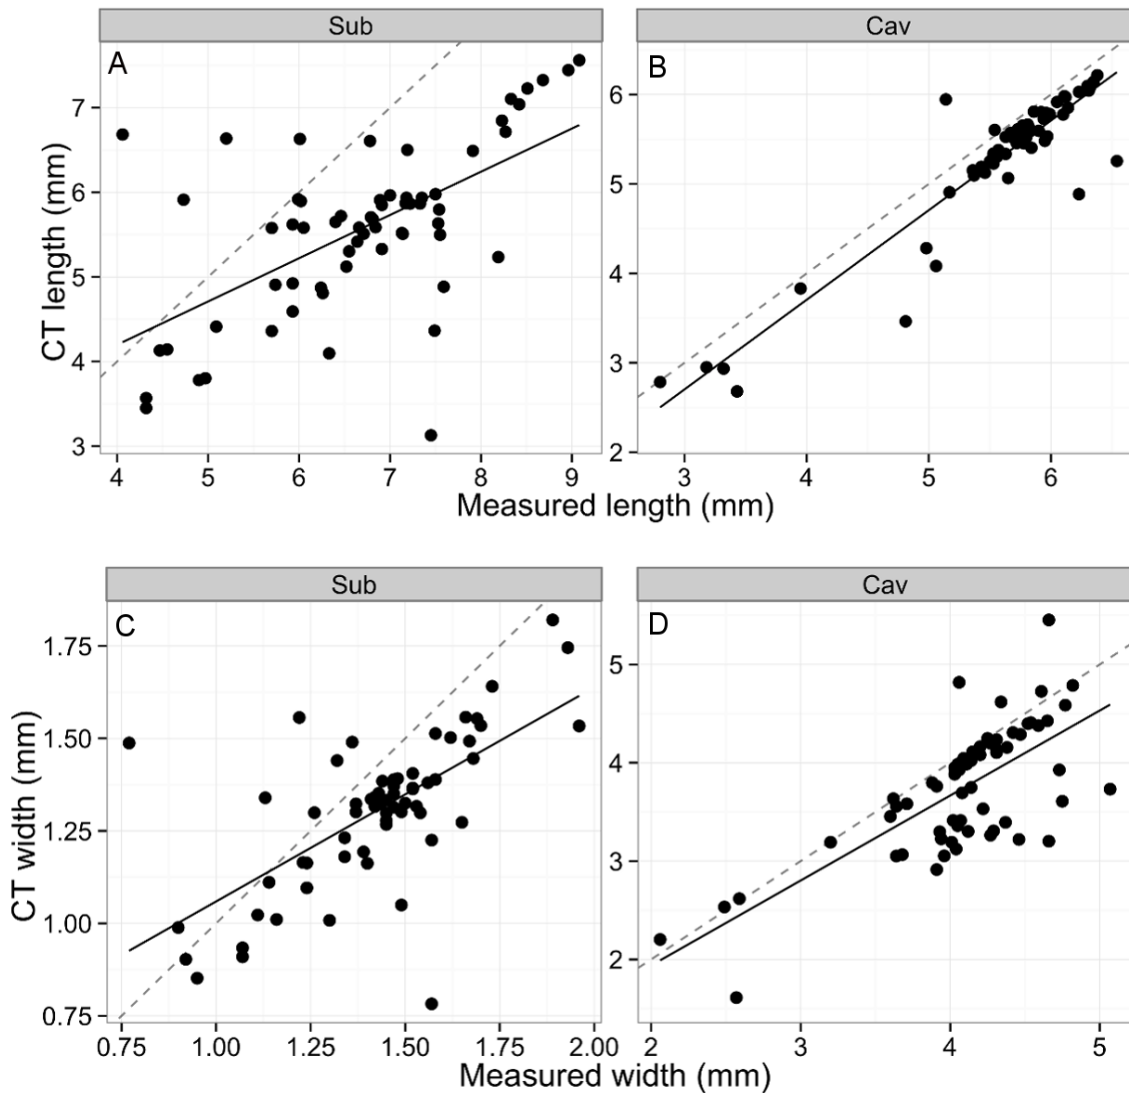 Sub Cav
A B
7
6
5
4
3
6
5
4
3
2
CT length (mm)
4 5 6 7 8 9 3 4 5 6
Measured length (mm)
Sub Cav
C D
1.75
1.50
1.25
1.00
0.75
5
4
3
2
CT width (mm)
0.75 1.00 1.25 1.50 1.75 2.00 2 3 4 5
Measured width (mm)